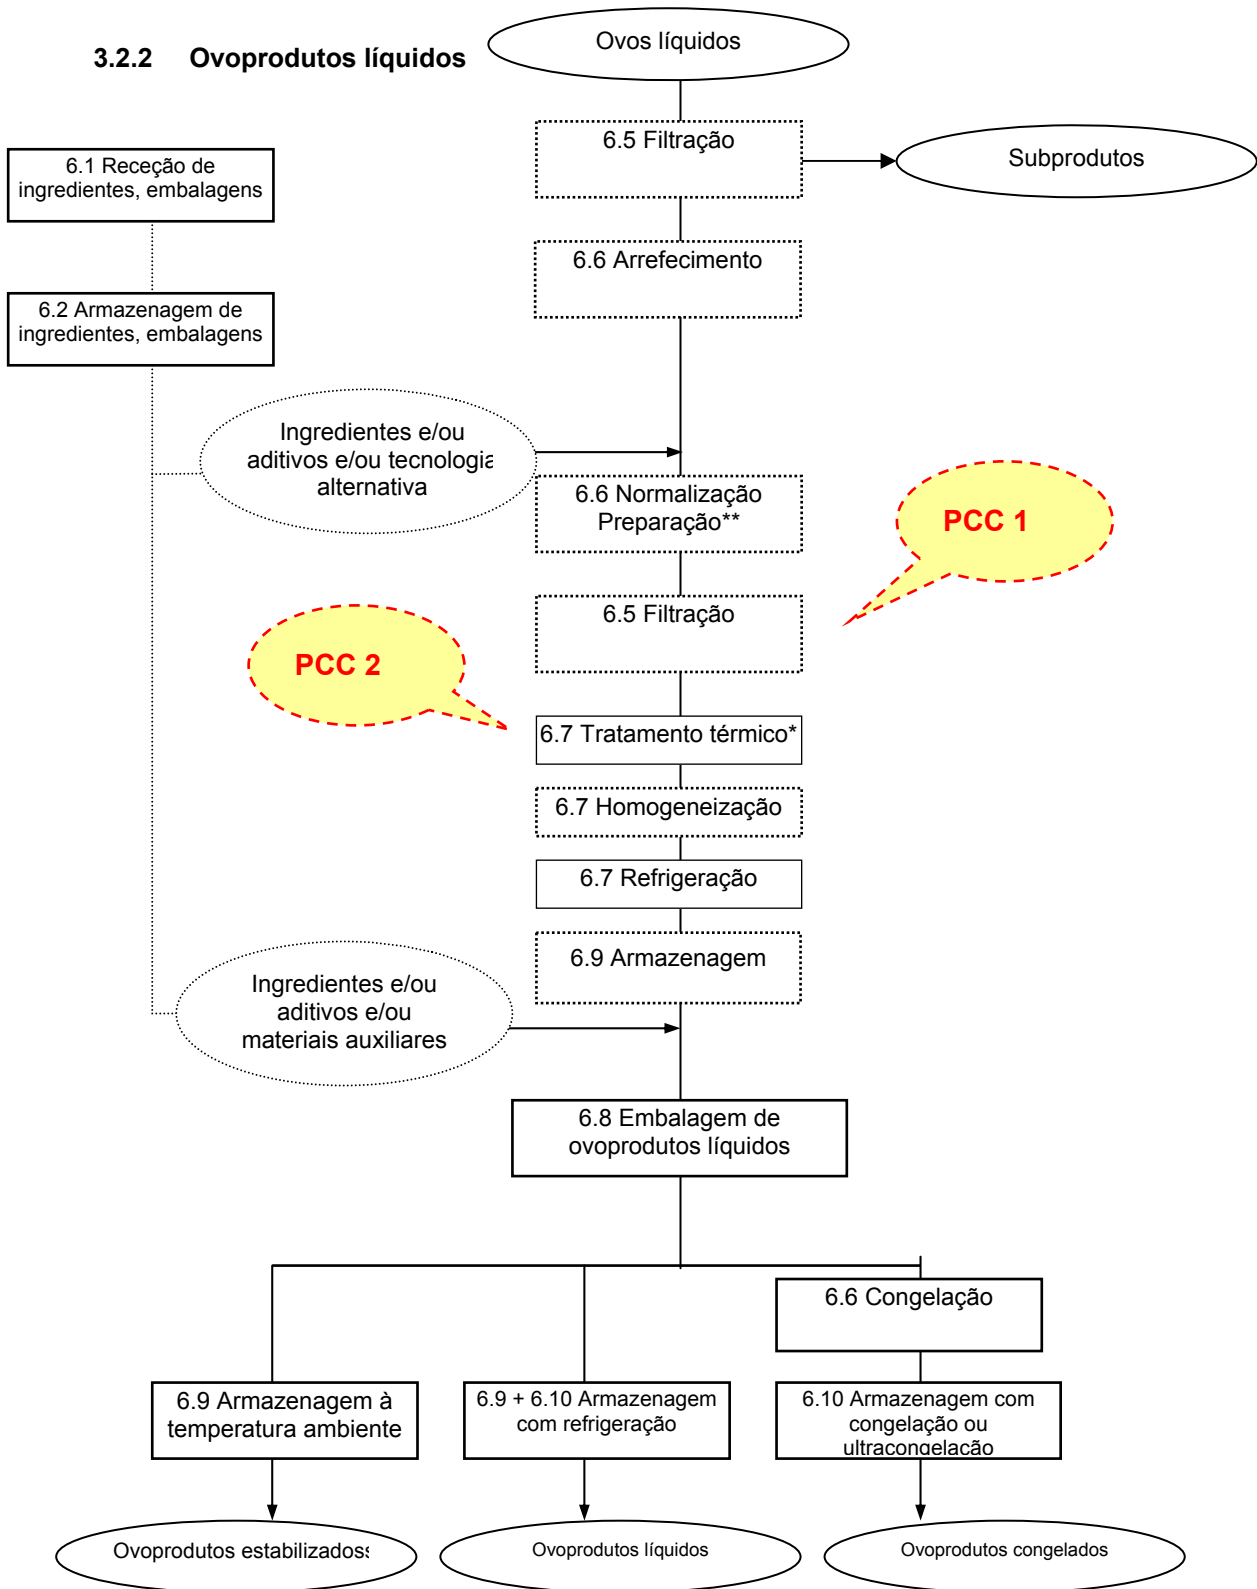 3.2.2 Ovoprodutos líquidos
Ovos líquidos
6.5 Filtração
Subprodutos
6.1 Receção de
ingredientes, embalagens
6.6 Arrefecimento
6.2 Armazenagem de
ingredientes, embalagens
Ingredientes e/ou
aditivos e/ou tecnologia
alternativa
6.6 Normalização
Preparação**
PCC 1
6.5 Filtração
PCC 2
6.7 Tratamento térmico*
6.7 Homogeneização
6.7 Refrigeração
6.9 Armazenagem
Ingredientes e/ou
aditivos e/ou
materiais auxiliares
6.8 Embalagem de
ovoprodutos líquidos
6.6 Congelação
6.9 Armazenagem à
temperatura ambiente
6.9 + 6.10 Armazenagem
com refrigeração
6.10 Armazenagem com
congelação ou
ultracongelação
Ovoprodutos estabilizadoss
Ovoprodutos líquidos
Ovoprodutos congelados